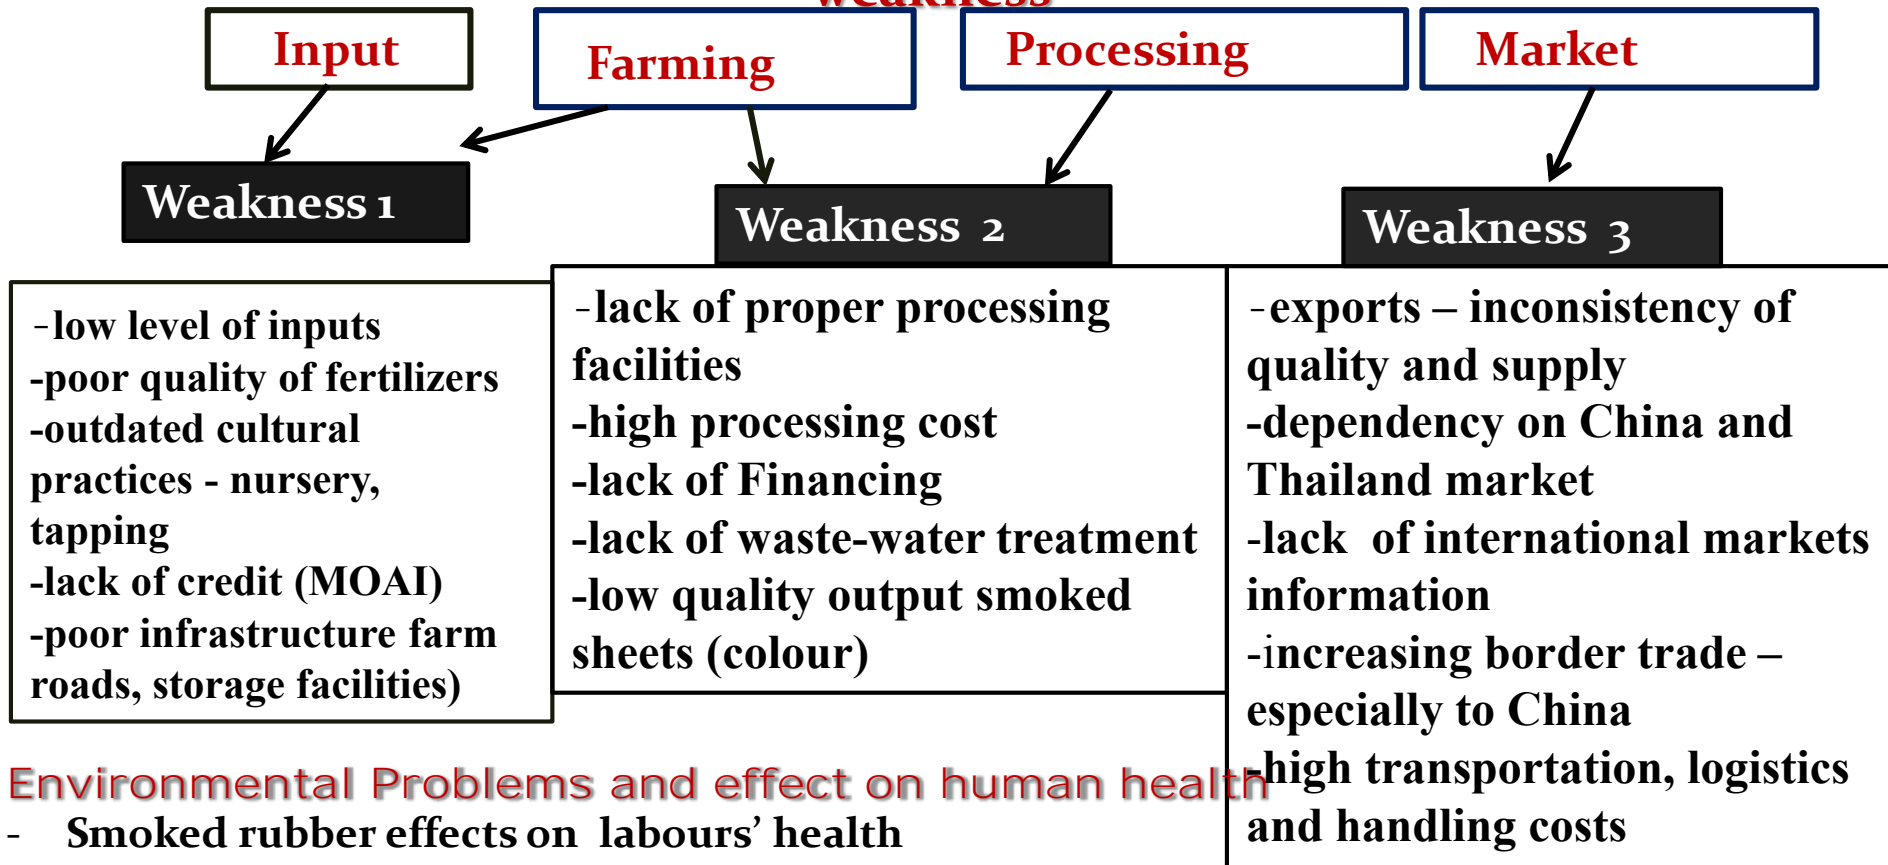 weakness
Input
Farming
Processing
Market
Weakness 1
Weakness 2
Weakness 3
-low level of inputs
-poor quality of fertilizers
-outdated cultural
practices - nursery,
tapping
-lack of credit (MOAI)
-poor infrastructure farm
roads, storage facilities)
-lack of proper processing
facilities
-high processing cost
-lack of Financing
-lack of waste-water treatment
-low quality output smoked
sheets (colour)
-exports – inconsistency of
quality and supply
-dependency on China and
Thailand market
-lack of international markets
information
-increasing border trade –
especially to China
-high transportation, logistics
and handling costs
Environmental Problems and effect on human health
- Smoked rubber effects on labours’ health